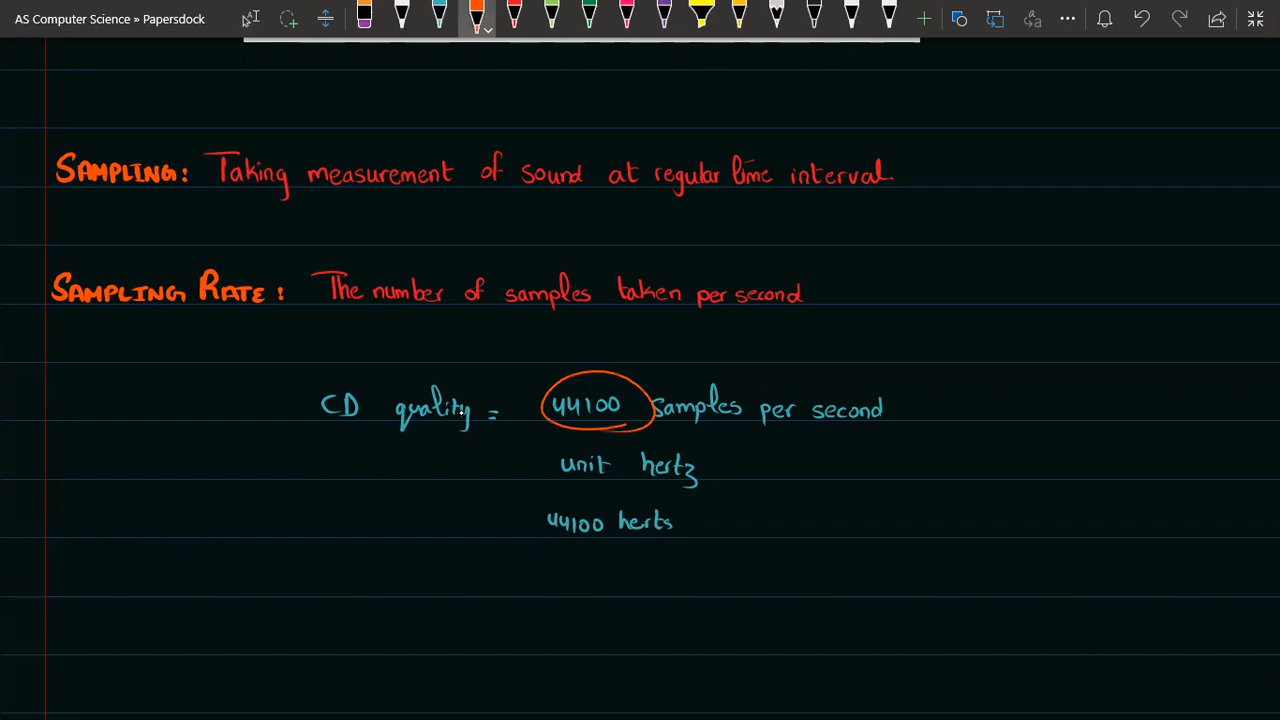 AS Computer Science » Papersdock
SAMPLING: Taking measurement of sound at regular time interval
SAMPLING RATE: The number of samples taken per second
CD quality = 44100 samples per second
unit hertz
44100 herts